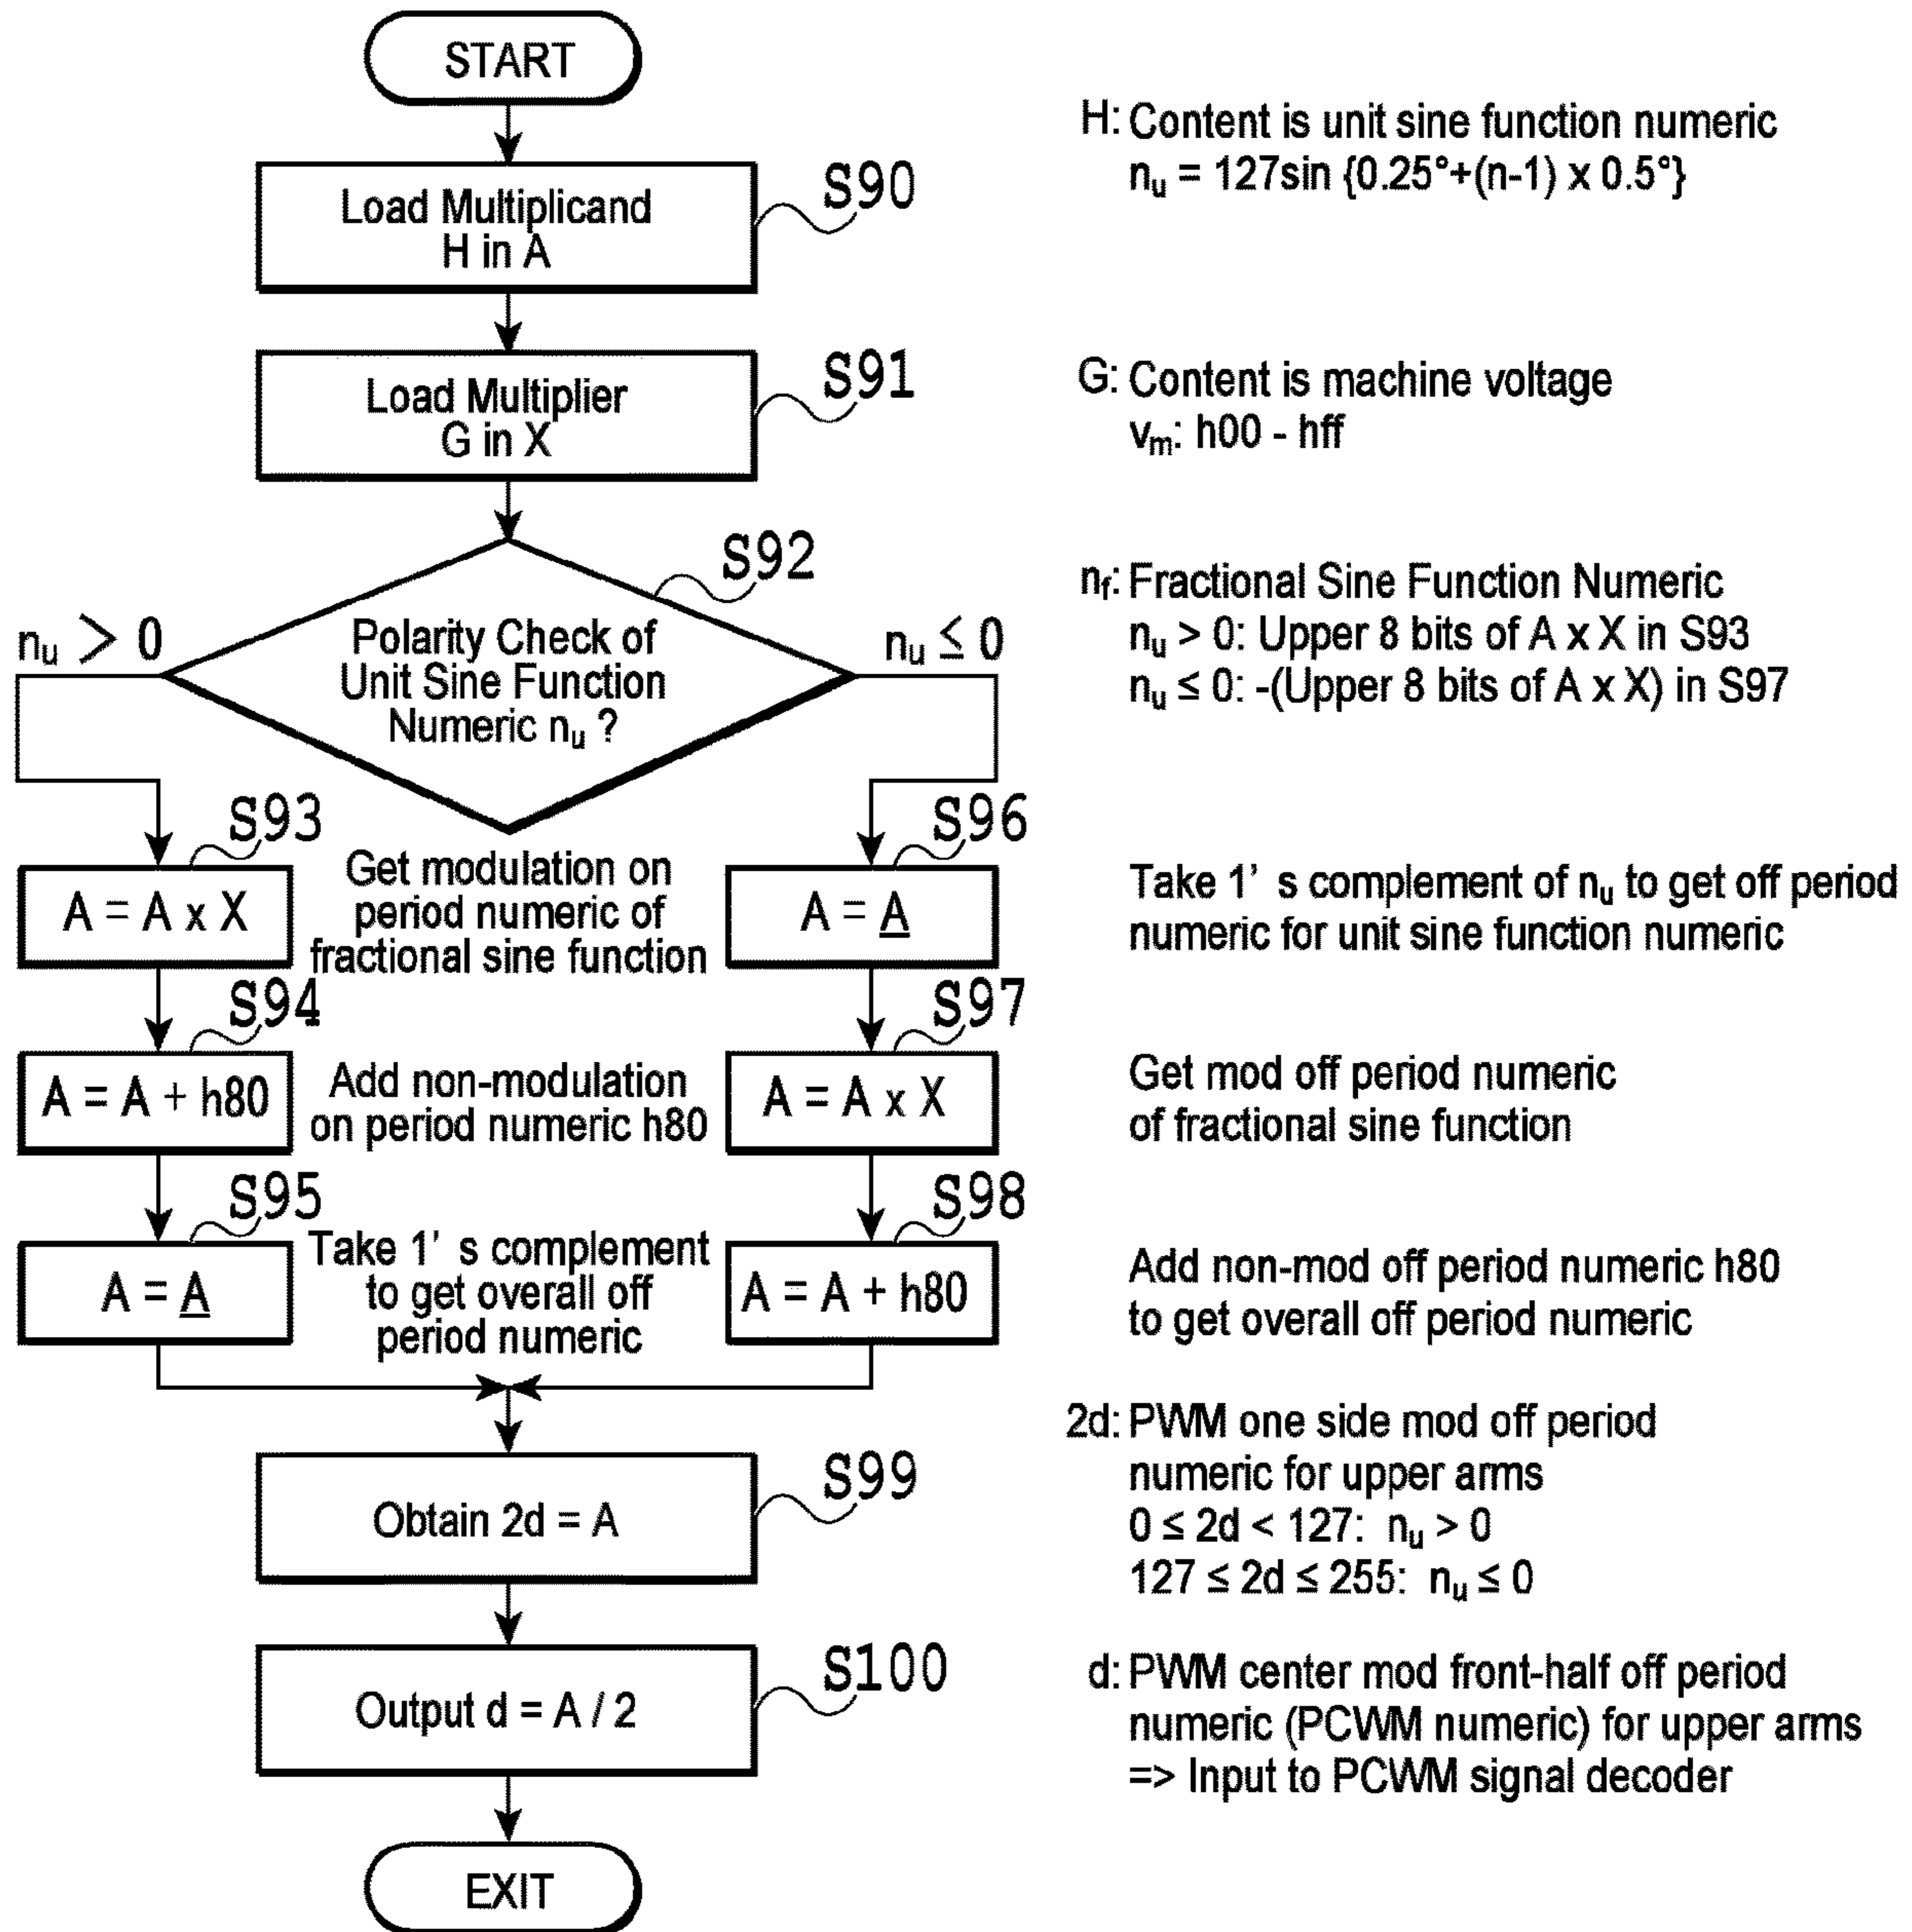 START
Load Multiplicand
H in A
S90
H: Content is unit sine function numeric
nᵤ = 127sin {0.25°+(n-1) x 0.5°}
Load Multiplier
G in X
S91
G: Content is machine voltage
vₘ: h00 - hff
S92
nᵤ > 0
Polarity Check of
Unit Sine Function
Numeric nᵤ ?
nᵤ ≤ 0
n_f: Fractional Sine Function Numeric
nᵤ > 0: Upper 8 bits of A x X in S93
nᵤ ≤ 0: -(Upper 8 bits of A x X) in S97
S93
A = A x X
Get modulation on
period numeric of
fractional sine function
S96
A = A̲
Take 1' s complement of nᵤ to get off period
numeric for unit sine function numeric
S94
A = A + h80
Add non-modulation
on period numeric h80
S97
A = A x X
Get mod off period numeric
of fractional sine function
S95
A = A̲
Take 1' s complement
to get overall off
period numeric
S98
A = A + h80
Add non-mod off period numeric h80
to get overall off period numeric
Obtain 2d = A
S99
2d: PWM one side mod off period
numeric for upper arms
0 ≤ 2d < 127: nᵤ > 0
127 ≤ 2d ≤ 255: nᵤ ≤ 0
Output d = A / 2
S100
d: PWM center mod front-half off period
numeric (PCWM numeric) for upper arms
=> Input to PCWM signal decoder
EXIT